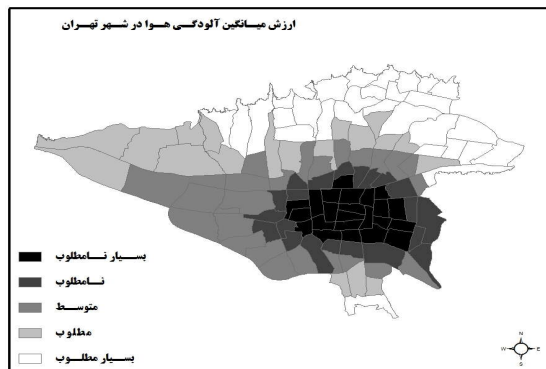 ارزش میانگین آلودگی هوا در شهر تهران
بسیار نامطلوب
نامطلوب
متوسط
مطلوب
بسیار مطلوب
N
W E
S